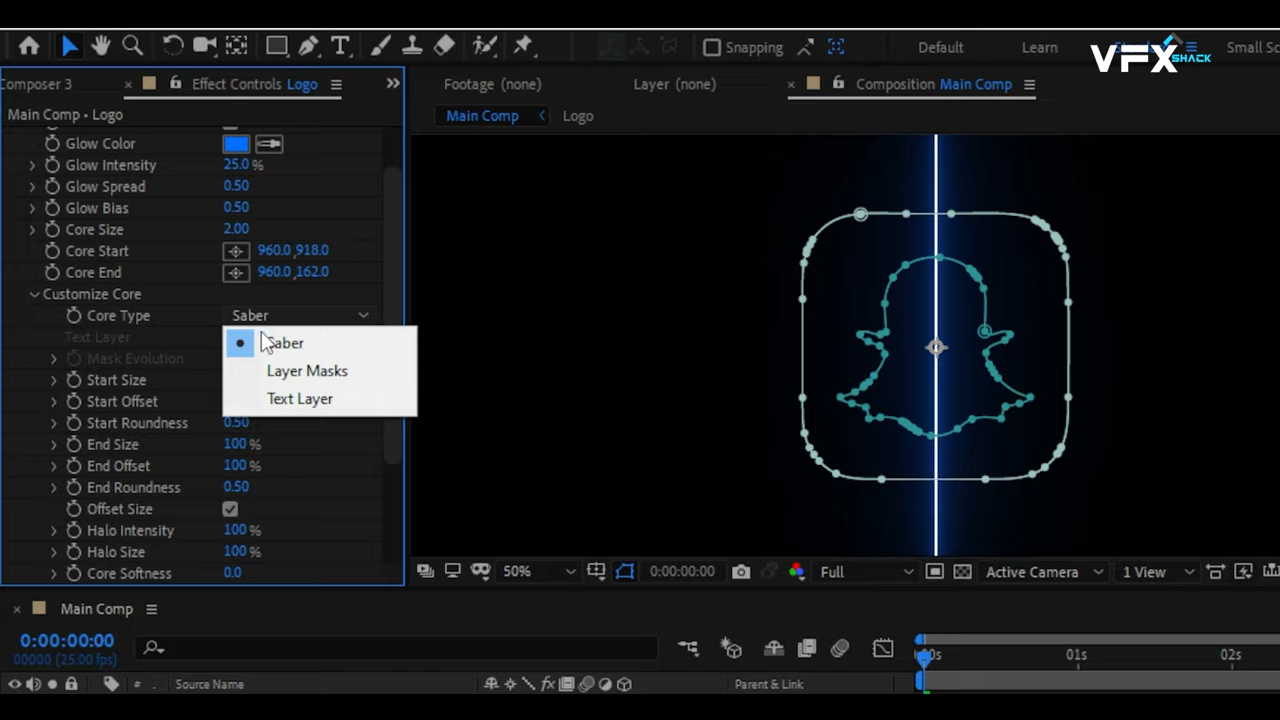 Snapping
Default
Learn
Small Sc
VFX SHACK
Composer 3
Effect Controls Logo
Footage (none)
Layer (none)
Composition Main Comp
Main Comp • Logo
Main Comp
Logo
Glow Color
Glow Intensity 25.0 %
Glow Spread 0.50
Glow Bias 0.50
Core Size 2.00
Core Start 960.0,918.0
Core End 960.0,162.0
Customize Core
Core Type Saber
Text Layer
Saber
Mask Evolution
Layer Masks
Start Size
Text Layer
Start Offset
Start Roundness 0.50
End Size 100 %
End Offset 100 %
End Roundness 0.50
Offset Size
Halo Intensity 100 %
Halo Size 100 %
Core Softness 0.0
50%
0:00:00:00
Full
Active Camera
1 View
Main Comp
0:00:00:00
00000 (25.00 fps)
00s
01s
02s
# Source Name
Parent & Link